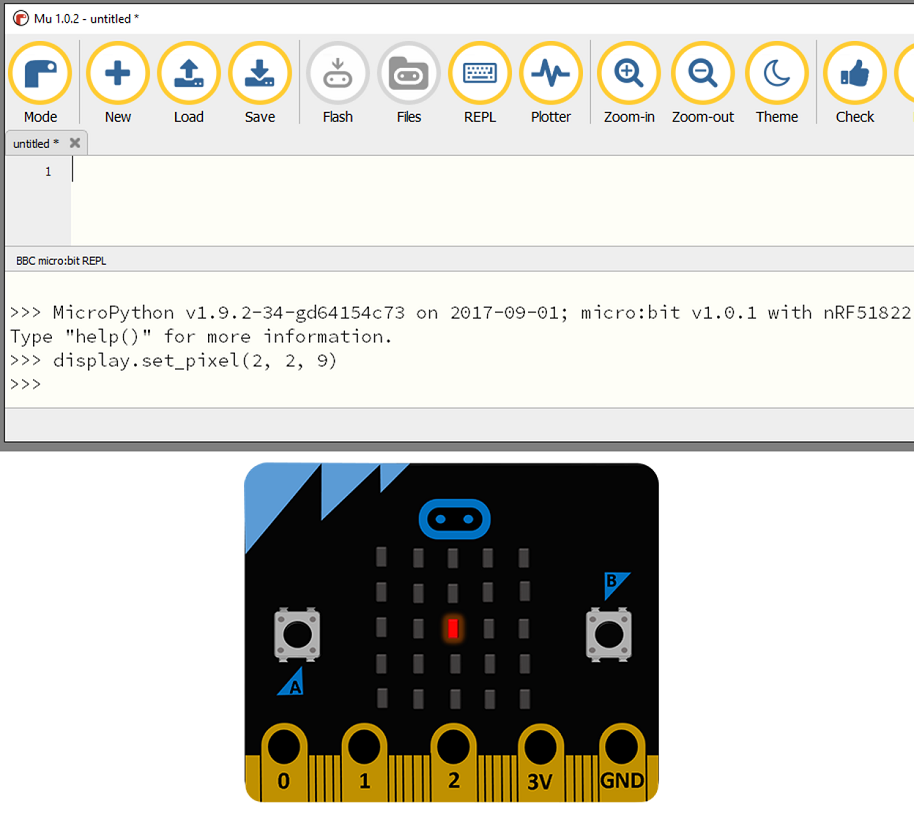 Mu 1.0.2 - untitled *
Mode New Load Save Flash Files REPL Plotter Zoom-in Zoom-out Theme Check
untitled *
1
BBC micro:bit REPL
>>> MicroPython v1.9.2-34-gd64154c73 on 2017-09-01; micro:bit v1.0.1 with nRF51822
Type "help()" for more information.
>>> display.set_pixel(2, 2, 9)
>>>
B
A
0 1 2 3V GND